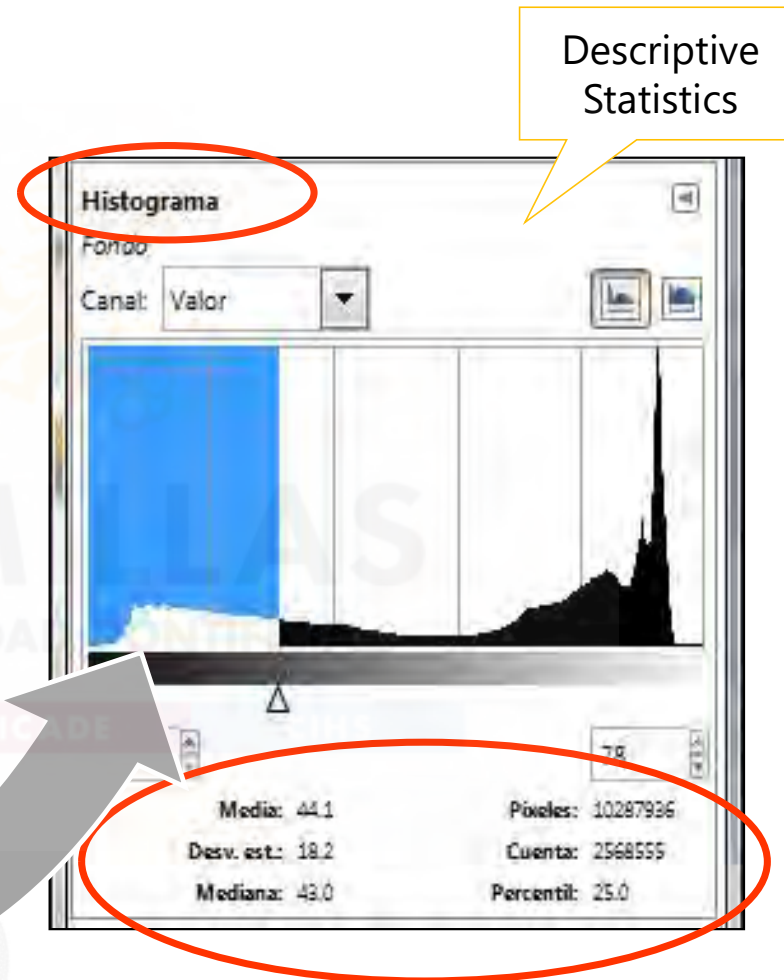 Descriptive
Statistics
Histograma
Fondo
Canal: Valor
78
Media: 44.1 Píxeles: 10287936
Desv. est.: 18.2 Cuenta: 2568555
Mediana: 43.0 Percentil: 25.0